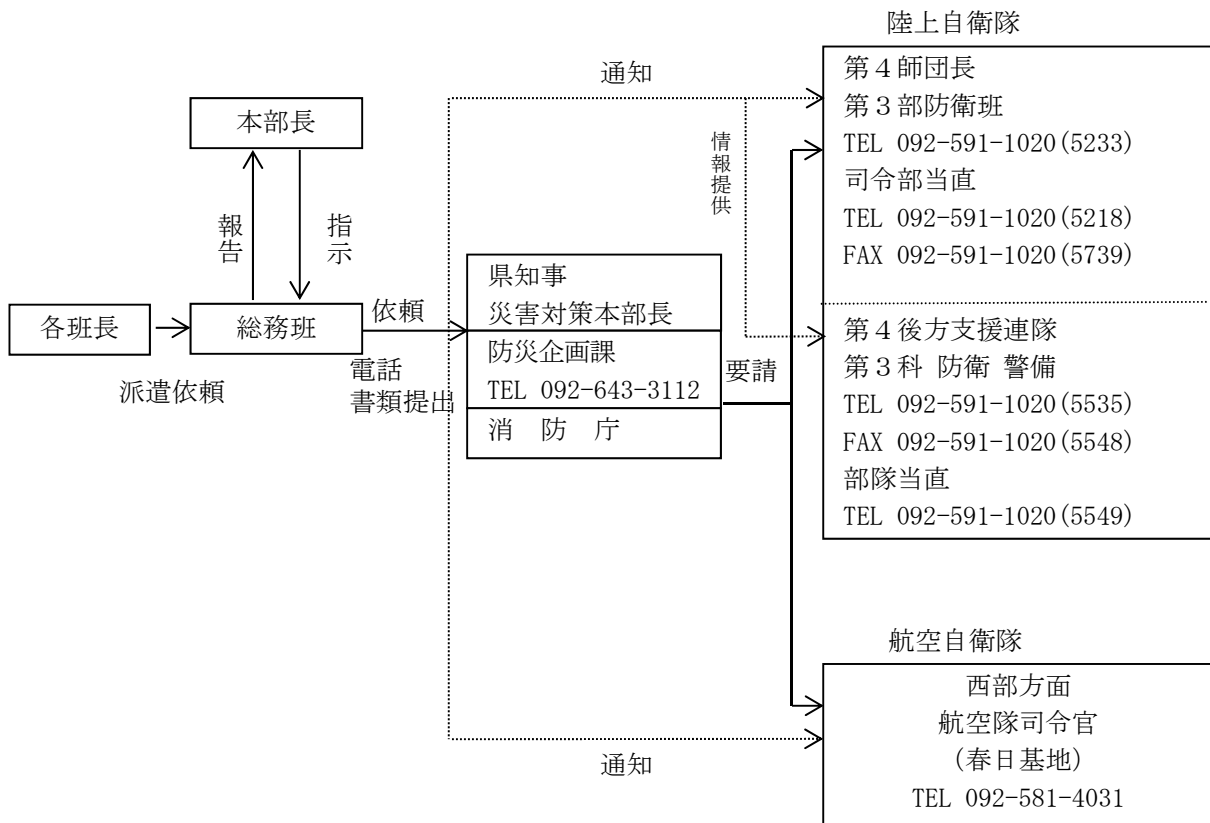 陸上自衛隊
通知
第４師団長
第３部防衛班
TEL 092-591-1020(5233)
司令部当直
TEL 092-591-1020(5218)
FAX 092-591-1020(5739)
本部長
情報提供
報告
指示
県知事
災害対策本部長
各班長
総務班
依頼
第４後方支援連隊
第３科 防衛 警備
TEL 092-591-1020(5535)
FAX 092-591-1020(5548)
部隊当直
TEL 092-591-1020(5549)
防災企画課
TEL 092-643-3112
要請
派遣依頼
電話
書類提出
消 防 庁
航空自衛隊
西部方面
航空隊司令官
(春日基地)
TEL 092-581-4031
通知